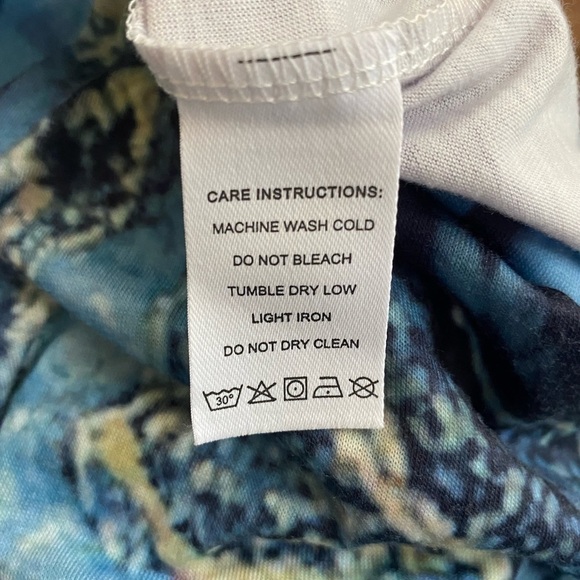 CARE INSTRUCTIONS:
MACHINE WASH COLD
DO NOT BLEACH
TUMBLE DRY LOW
LIGHT IRON
DO NOT DRY CLEAN
30°